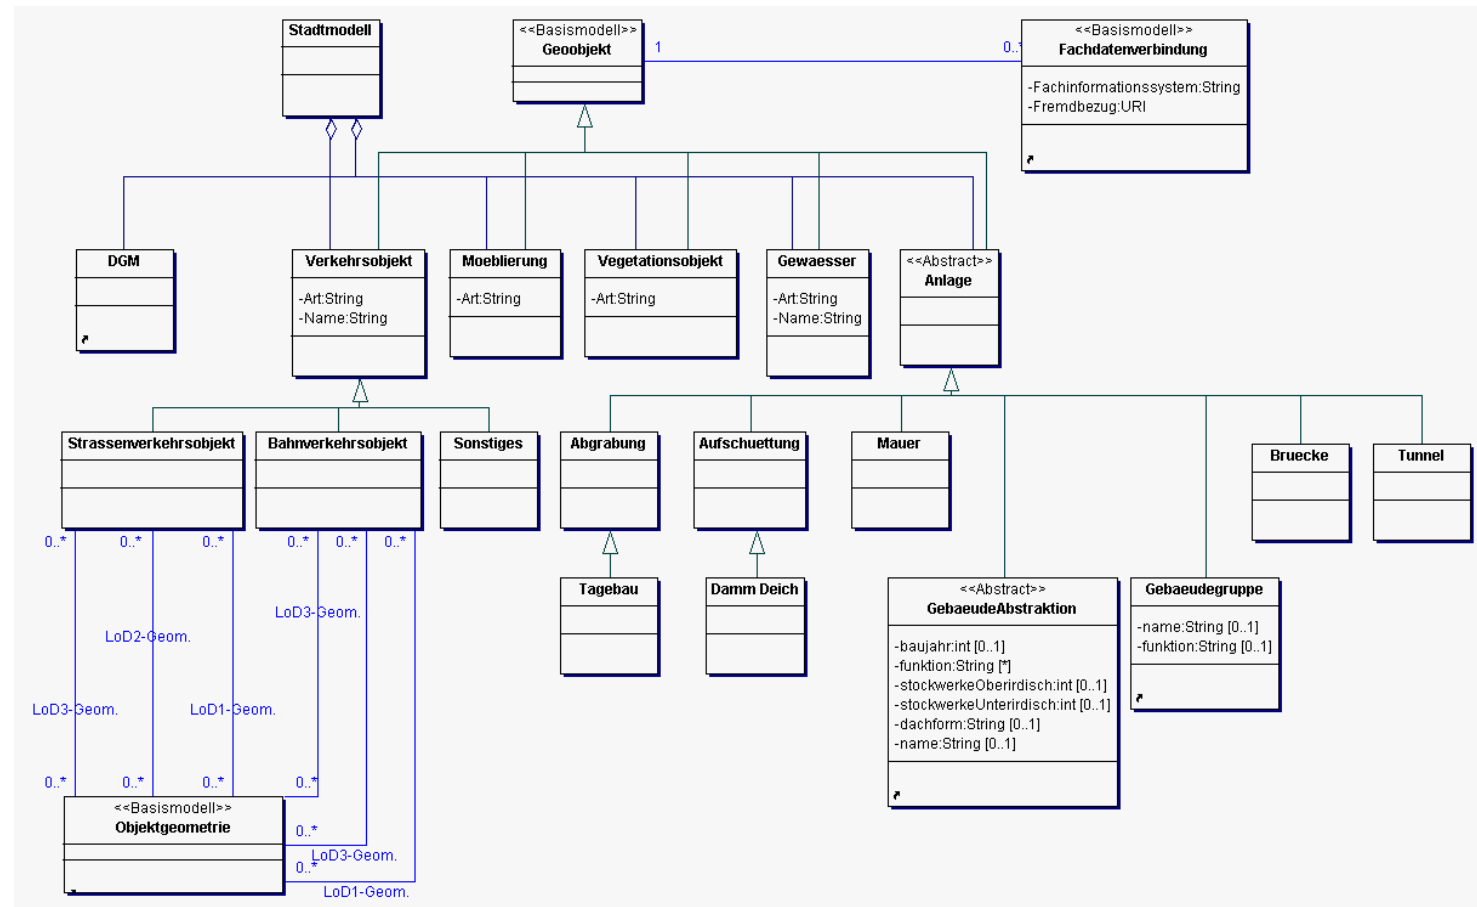 Stadtmodell
<<Basismodell>>
Geoobjekt
1
0..*
<<Basismodell>>
Fachdatenverbindung
-Fachinformationssystem:String
-Fremdbezug:URI
DGM
Verkehrsobjekt
-Art:String
-Name:String
Moeblierung
-Art:String
Vegetationsobjekt
-Art:String
Gewaesser
-Art:String
-Name:String
<<Abstract>>
Anlage
Strassenverkehrsobjekt
Bahnverkehrsobjekt
Sonstiges
Abgrabung
Aufschuettung
Mauer
Bruecke
Tunnel
0..*
0..*
0..*
0..*
0..*
0..*
Tagebau
Damm Deich
<<Abstract>>
GebaeudeAbstraktion
-baujahr:int [0..1]
-funktion:String [*]
-stockwerkeOberirdisch:int [0..1]
-stockwerkeUnterirdisch:int [0..1]
-dachform:String [0..1]
-name:String [0..1]
Gebaeudegruppe
-name:String [0..1]
-funktion:String [0..1]
LoD3-Geom.
LoD2-Geom.
LoD3-Geom.
LoD1-Geom.
0..*
0..*
0..*
0..*
<<Basismodell>>
Objektgeometrie
0..*
LoD3-Geom.
0..*
LoD1-Geom.